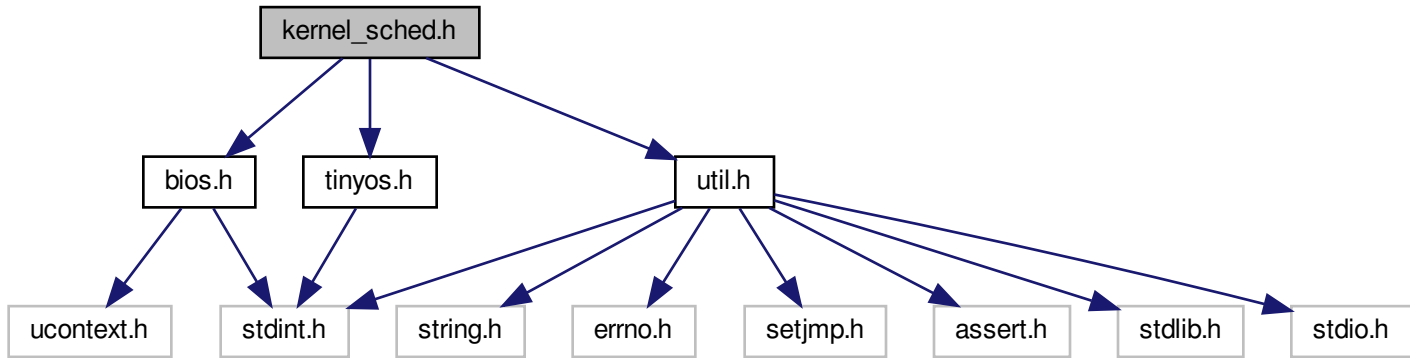 kernel_sched.h
bios.h
tinyos.h
util.h
ucontext.h
stdint.h
string.h
errno.h
setjmp.h
assert.h
stdlib.h
stdio.h